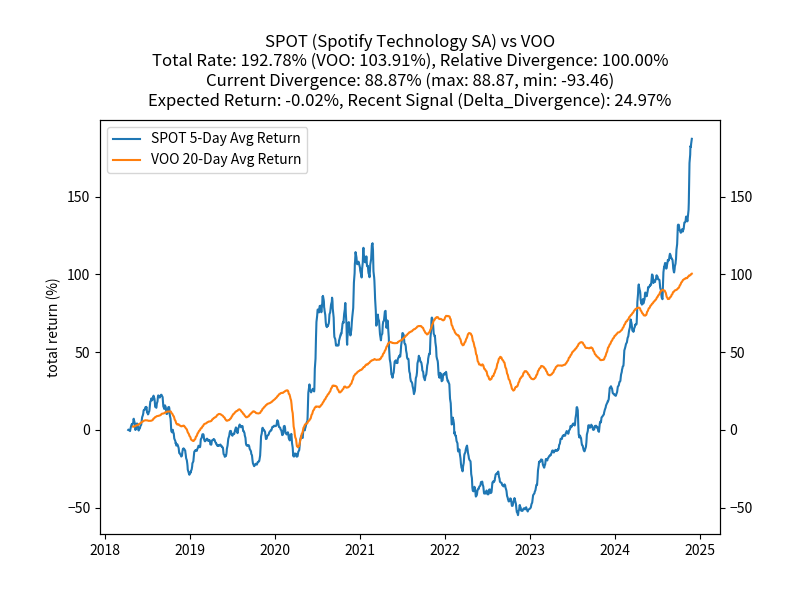 SPOT (Spotify Technology SA) vs VOO
Total Rate: 192.78% (VOO: 103.91%), Relative Divergence: 100.00%
Current Divergence: 88.87% (max: 88.87, min: -93.46)
Expected Return: -0.02%, Recent Signal (Delta_Divergence): 24.97%
SPOT 5-Day Avg Return
VOO 20-Day Avg Return
total return (%)
150
100
50
0
−50
150
100
50
0
−50
2018 2019 2020 2021 2022 2023 2024 2025